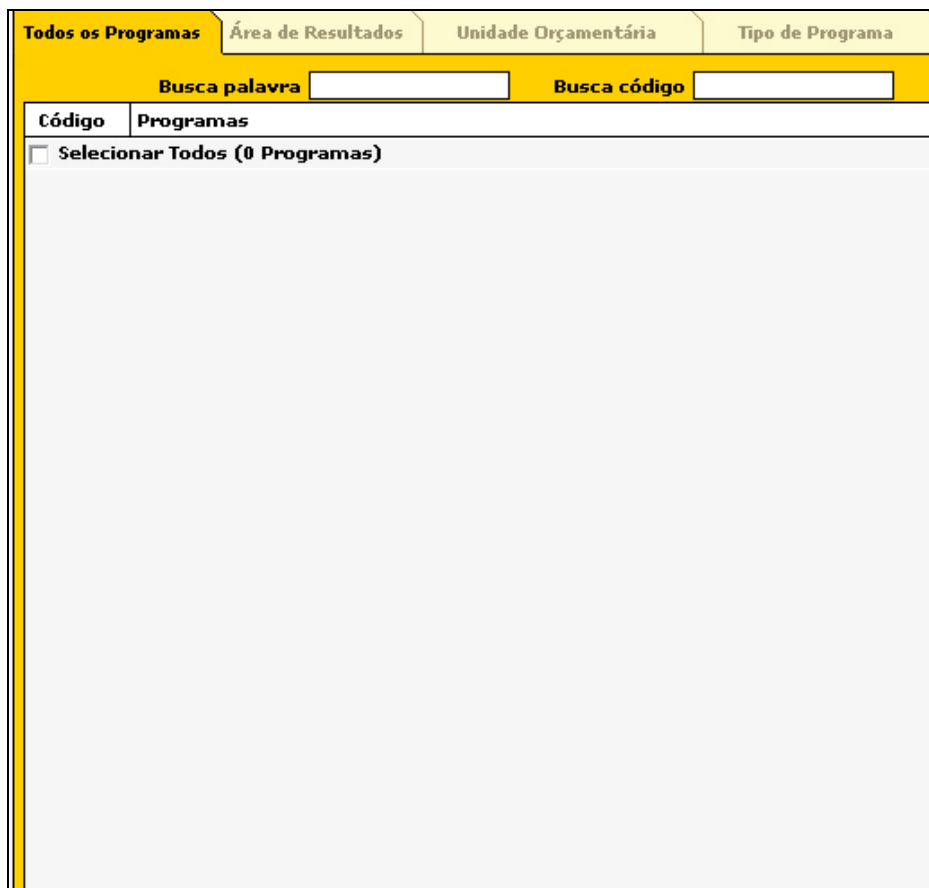 Todos os Programas Área de Resultados Unidade Orçamentária Tipo de Programa
Busca palavra Busca código
Código Programas
Selecionar Todos (0 Programas)